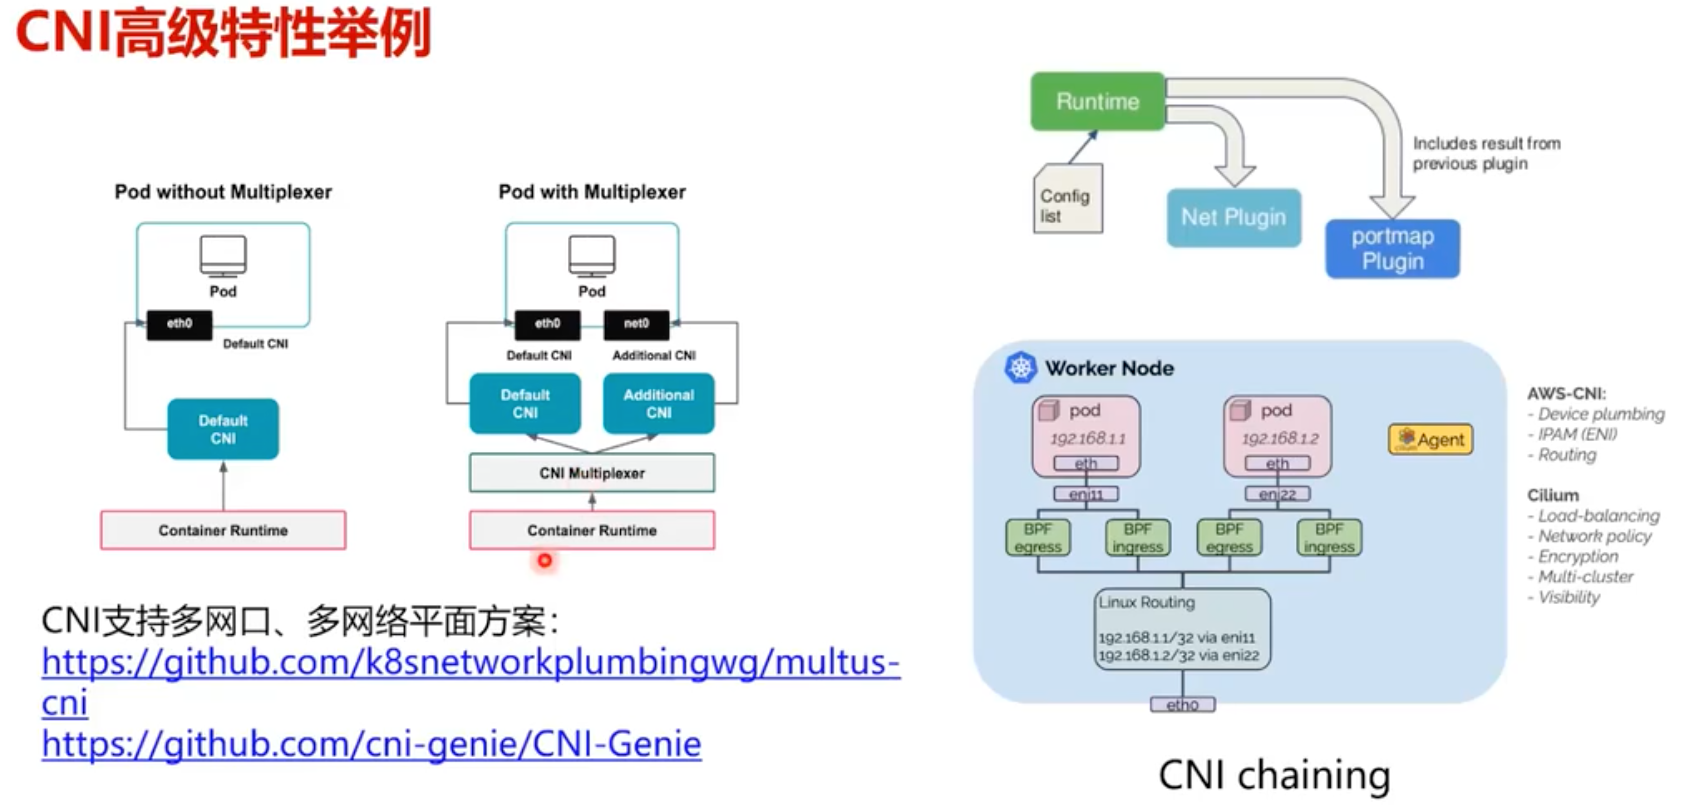 CNI高级特性举例
Pod without Multiplexer
Pod
eth0
Default CNI
Default
CNI
Container Runtime
Pod with Multiplexer
Pod
eth0
net0
Default CNI
Additional CNI
Default
CNI
Additional
CNI
CNI Multiplexer
Container Runtime
CNI支持多网口、多网络平面方案：
https://github.com/k8snetworkplumbingwg/multus-
cni
https://github.com/cni-genie/CNI-Genie
Runtime
Config
list
Net Plugin
Includes result from
previous plugin
portmap
Plugin
Worker Node
pod
192.168.1.1
eth
eni11
pod
192.168.1.2
eth
eni22
Agent
BPF
egress
BPF
ingress
BPF
egress
BPF
ingress
Linux Routing
192.168.1.1/32 via eni11
192.168.1.2/32 via eni22
eth0
AWS-CNI:
- Device plumbing
- IPAM (ENI)
- Routing
Cilium
- Load-balancing
- Network policy
- Encryption
- Multi-cluster
- Visibility
CNI chaining